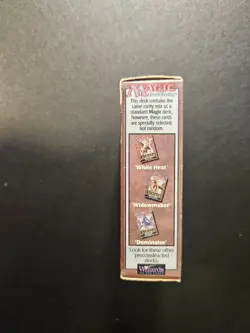 MAGIC
This deck contains the
same rarity mix as a
standard Magic deck,
however, these cards
are specially selected,
not random.
"White Heat"
"Widowmaker"
"Dominator"
Look for these other
preconstructed
decks.
Wizards